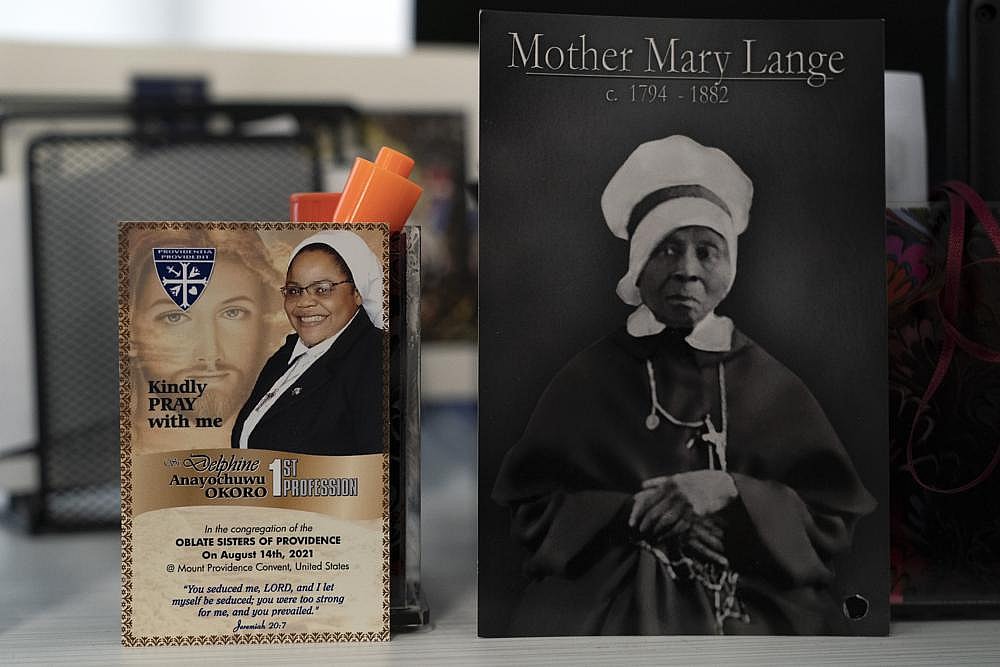 PROVIDENTIA
PROVIDEBIT
Kindly
PRAY
with me
Sr. Delphine
Anayochuwu
OKORO
1ST
PROFESSION
In the congregation of the
OBLATE SISTERS OF PROVIDENCE
On August 14th, 2021
@ Mount Providence Convent, United States
"You seduced me, LORD, and I let
myself be seduced; you were too strong
for me, and you prevailed."
Jeremiah 20:7
Mother Mary Lange
c. 1794 - 1882